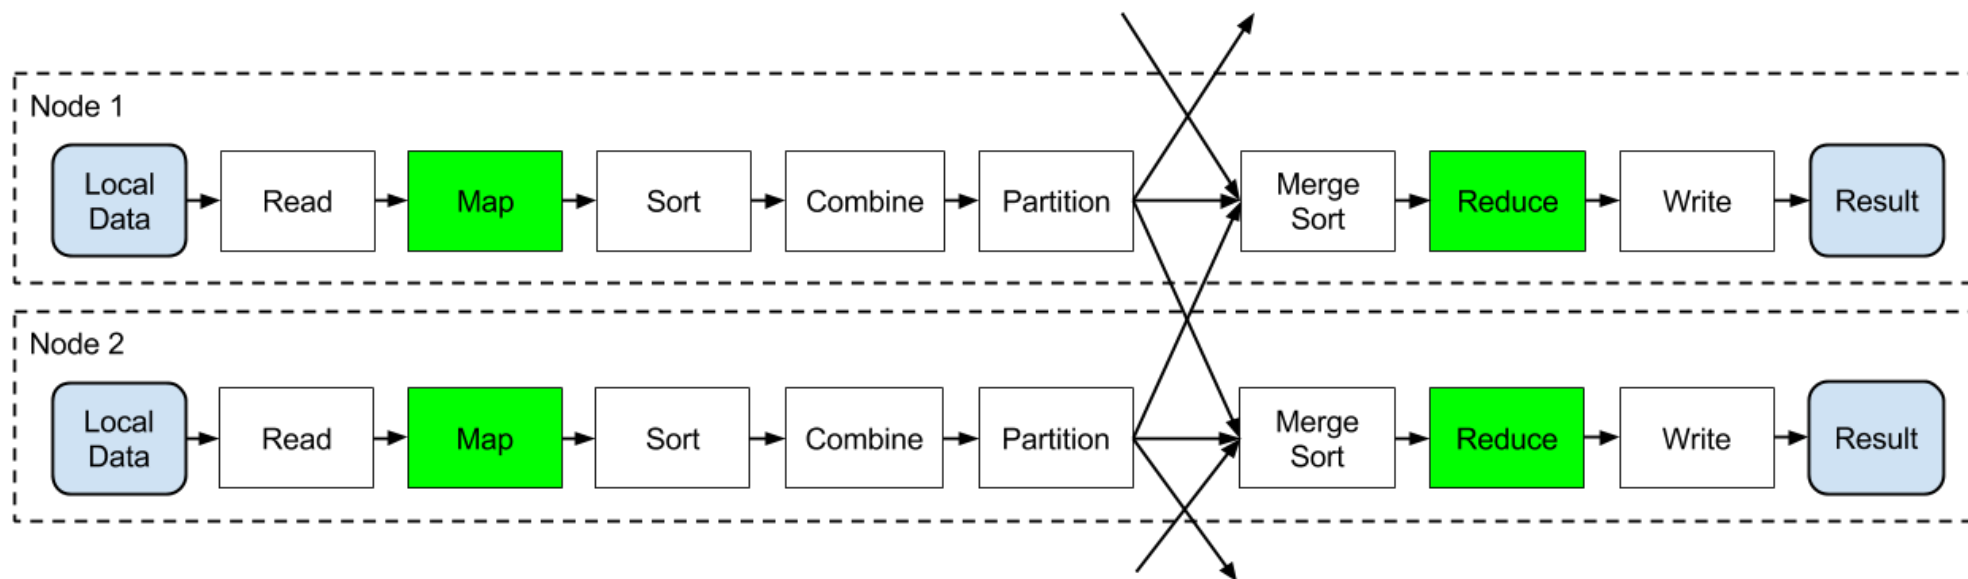 Node 1
Local
Data
Read
Map
Sort
Combine
Partition
Merge
Sort
Reduce
Write
Result
Node 2
Local
Data
Read
Map
Sort
Combine
Partition
Merge
Sort
Reduce
Write
Result